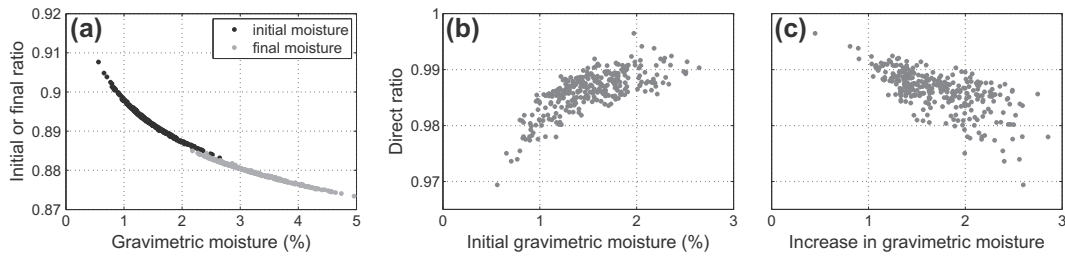 (a)
initial moisture
final moisture
Initial or final ratio
0.92
0.91
0.9
0.89
0.88
0.87
0 1 2 3 4 5
Gravimetric moisture (%)
(b)
Direct ratio
1
0.99
0.98
0.97
0 1 2 3
Initial gravimetric moisture (%)
(c)
0 1 2 3
Increase in gravimetric moisture